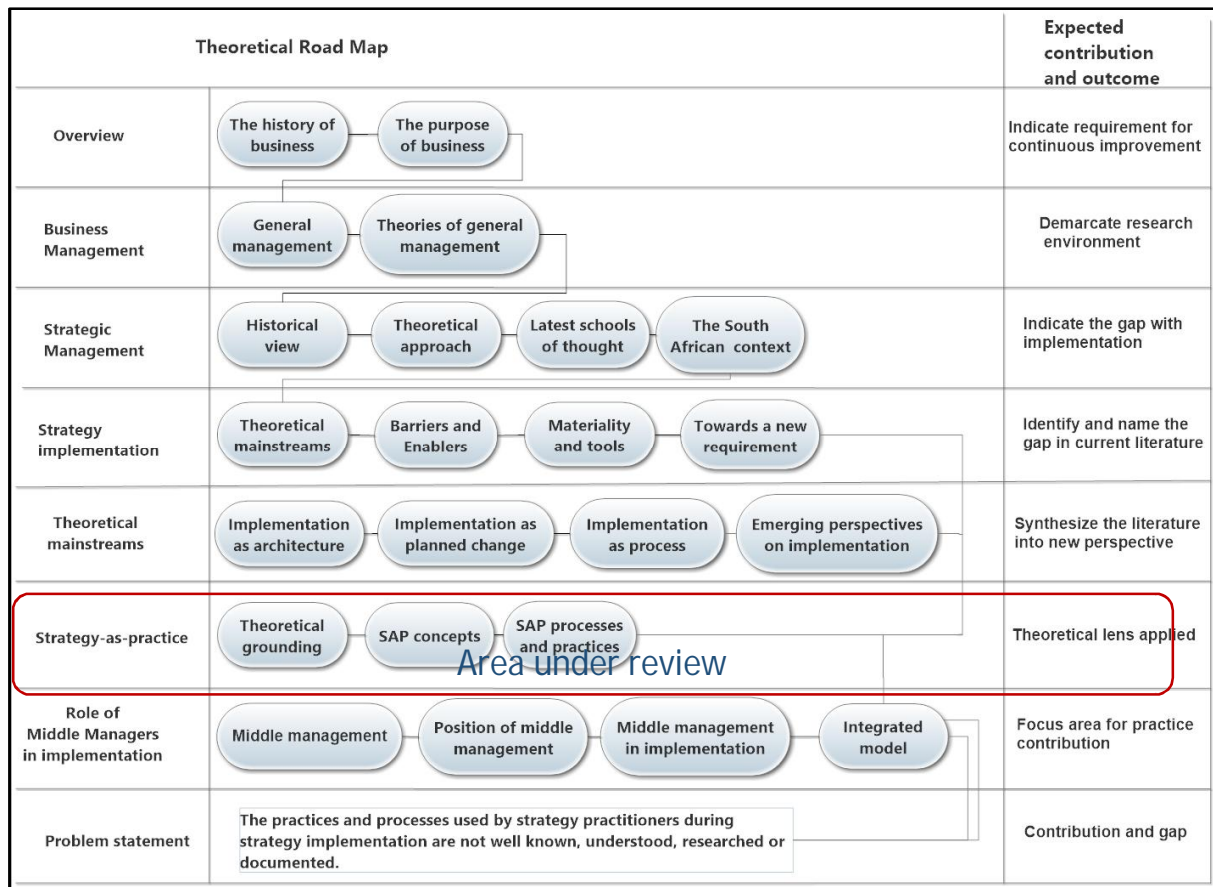 Theoretical Road Map
Expected
contribution
and outcome
Overview
The history of
business
The purpose
of business
Indicate requirement for
continuous improvement
Business
Management
General
management
Theories of general
management
Demarcate research
environment
Strategic
Management
Historical
view
Theoretical
approach
Latest schools
of thought
The South
African context
Indicate the gap with
implementation
Strategy
implementation
Theoretical
mainstreams
Barriers and
Enablers
Materiality
and tools
Towards a new
requirement
Identify and name the
gap in current literature
Theoretical
mainstreams
Implementation
as architecture
Implementation as
planned change
Implementation
as process
Emerging perspectives
on implementation
Synthesize the literature
into new perspective
Strategy-as-practice
Theoretical
grounding
SAP concepts
SAP processes
and practices
Area under review
Theoretical lens applied
Role of
Middle Managers
in implementation
Middle management
Position of middle
management
Middle management
in implementation
Integrated
model
Focus area for practice
contribution
Problem statement
The practices and processes used by strategy practitioners during
strategy implementation are not well known, understood, researched or
documented.
Contribution and gap